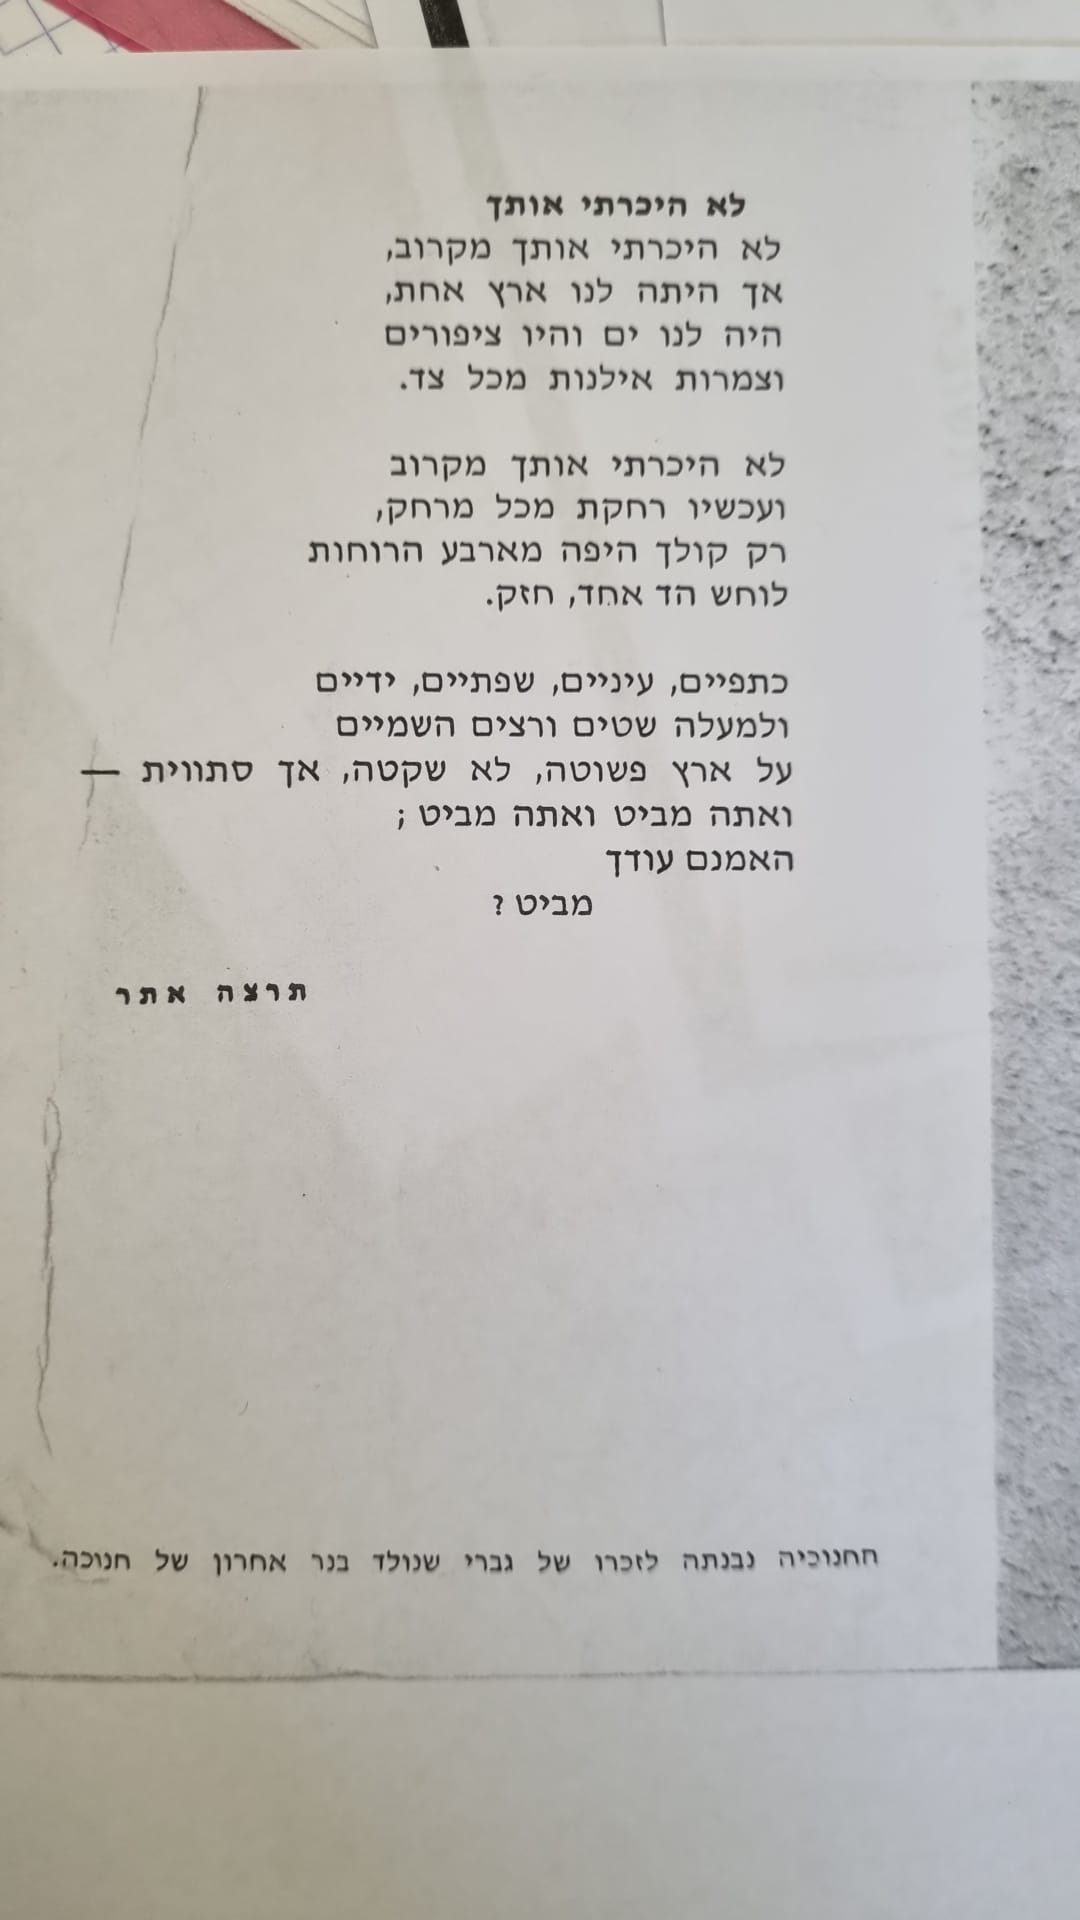 לא היכרתי אותך
לא היכרתי אותך מקרוב,
אך היתה לנו ארץ אחת,
היה לנו ים והיו ציפורים
וצמרות אילנות מכל צד.
לא היכרתי אותך מקרוב
ועכשיו רחקת מכל מרחק,
רק קולך היפה מארבע הרוחות
לוחש הד אחד, חזק.
כתפיים, עיניים, שפתיים, ידיים
ולמעלה שטים ורצים השמיים
על ארץ פשוטה, לא שקטה, אך סתווית —
ואתה מביט ואתה מביט ;
האמנם עודך
מביט ?
תרצה אתר
חחנוכיה נבנתה לזכרו של גברי שנולד בנר אחרון של חנוכה.